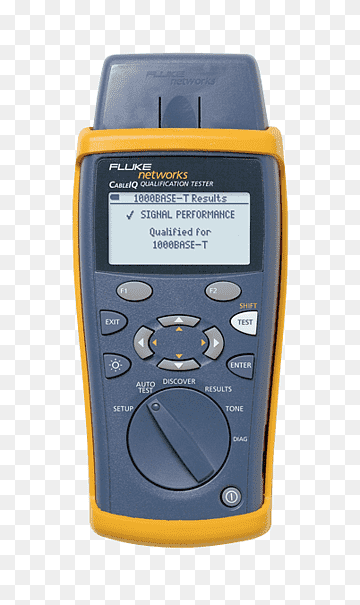 FLUKE
networks
FLUKE
networks
CABLEIQ QUALIFICATION TESTER
1000BASE-T Results
✓ SIGNAL PERFORMANCE
Qualified for
1000BASE-T
F1
F2
SHIFT
EXIT
TEST
ENTER
AUTO
TEST
DISCOVER
RESULTS
SETUP
TONE
DIAG